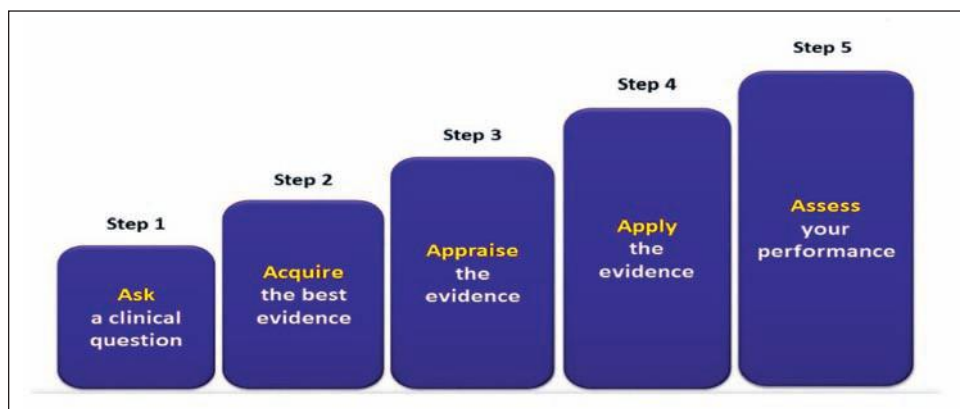 Step 1
Ask
a clinical
question
Step 2
Acquire
the best
evidence
Step 3
Appraise
the
evidence
Step 4
Apply
the
evidence
Step 5
Assess
your
performance